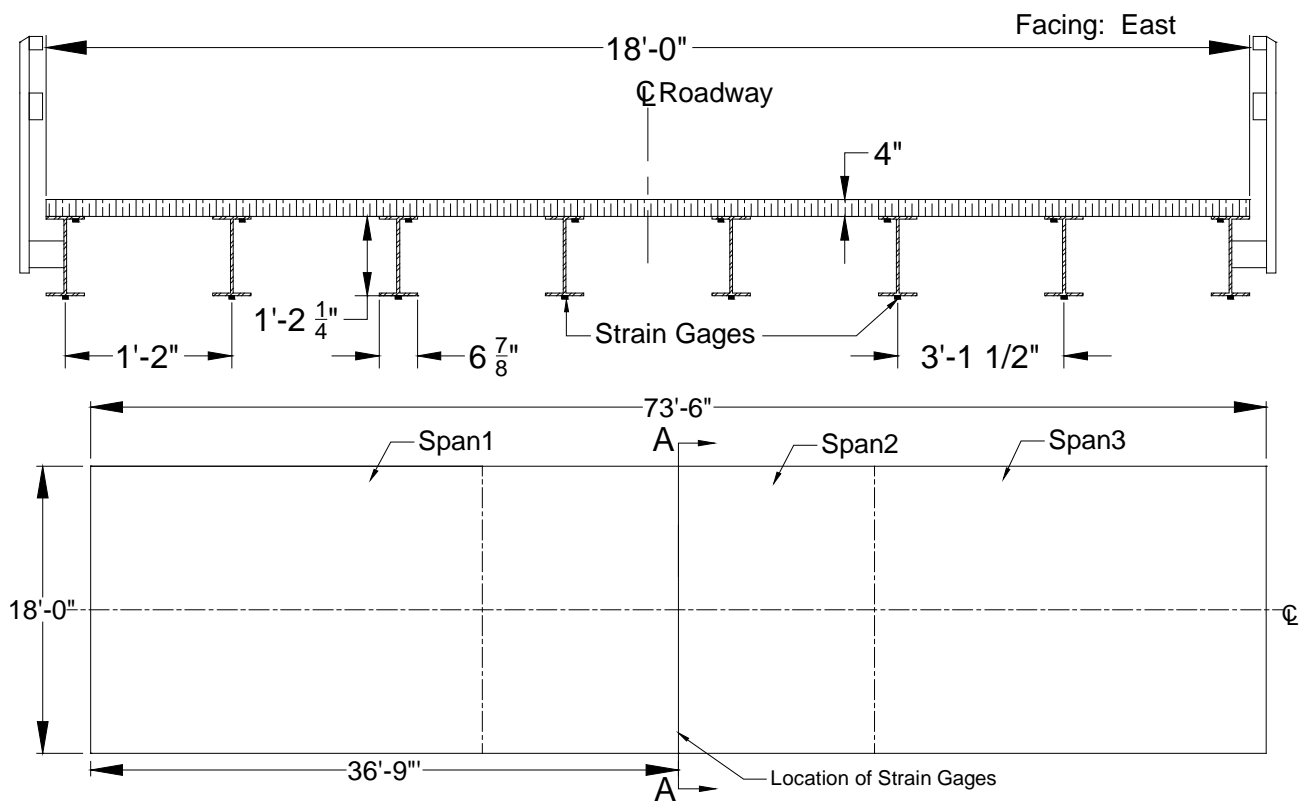 Facing: East
18'-0"
℄ Roadway
4"
1'-2 1/4"
Strain Gages
1'-2"
6 7/8"
3'-1 1/2"
73'-6"
A
Span1
Span2
Span3
18'-0"
℄
36'-9'"
Location of Strain Gages
A